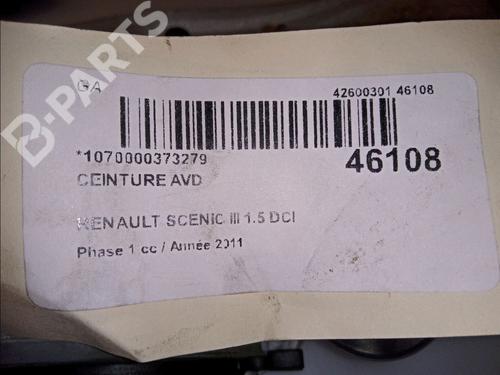 B-PARTS
GA
42600301 46108
*1070000373279
46108
CEINTURE AVD
RENAULT SCENIC III 1.5 DCI
Phase 1 cc / Année 2011